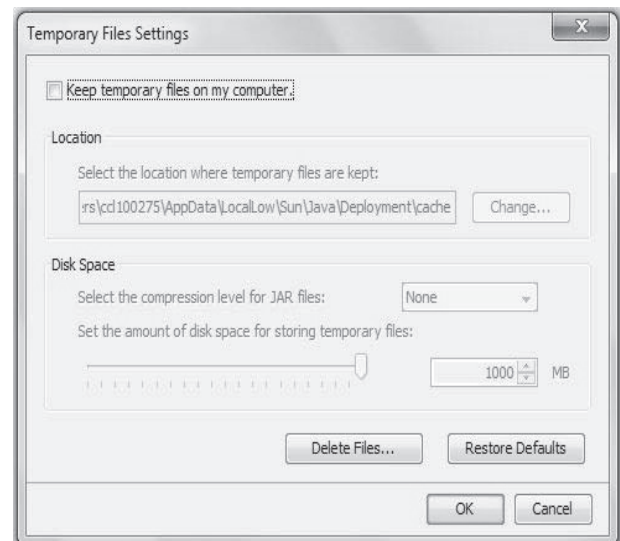 Temporary Files Settings
X
Keep temporary files on my computer.
Location
Select the location where temporary files are kept:
rs\cd100275\AppData\LocalLow\Sun\Java\Deployment\cache
Change...
Disk Space
Select the compression level for JAR files:
None
Set the amount of disk space for storing temporary files:
1000
MB
Delete Files...
Restore Defaults
OK
Cancel